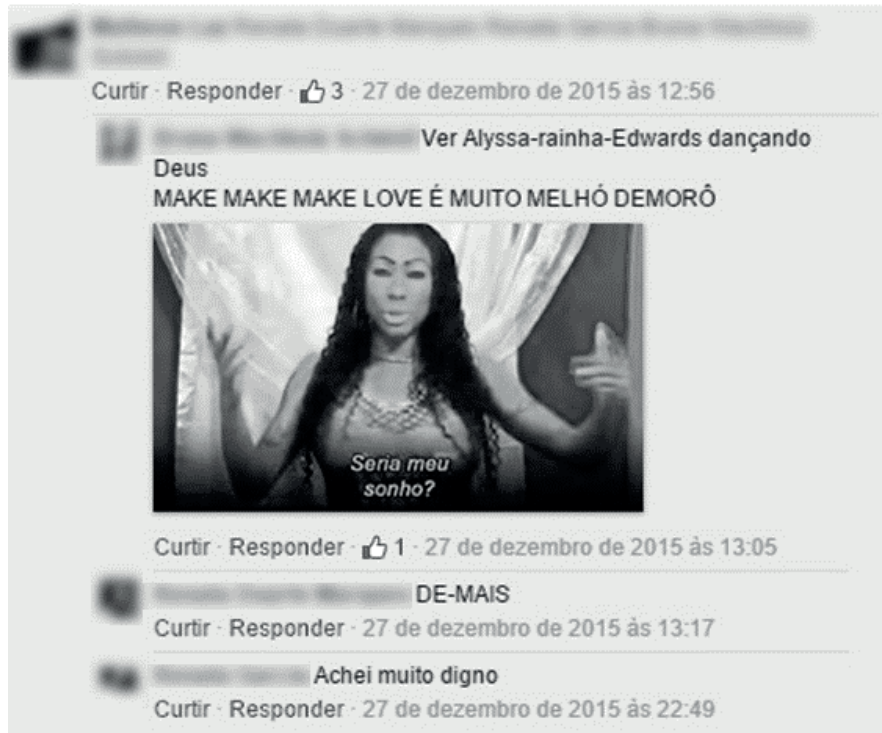 Curtir · Responder · 3 · 27 de dezembro de 2015 às 12:56
Ver Alyssa-rainha-Edwards dançando
Deus
MAKE MAKE MAKE LOVE É MUITO MELHÓ DEMORÔ
Seria meu
sonho?
Curtir · Responder · 1 · 27 de dezembro de 2015 às 13:05
DE-MAIS
Curtir · Responder · 27 de dezembro de 2015 às 13:17
Achei muito digno
Curtir · Responder · 27 de dezembro de 2015 às 22:49